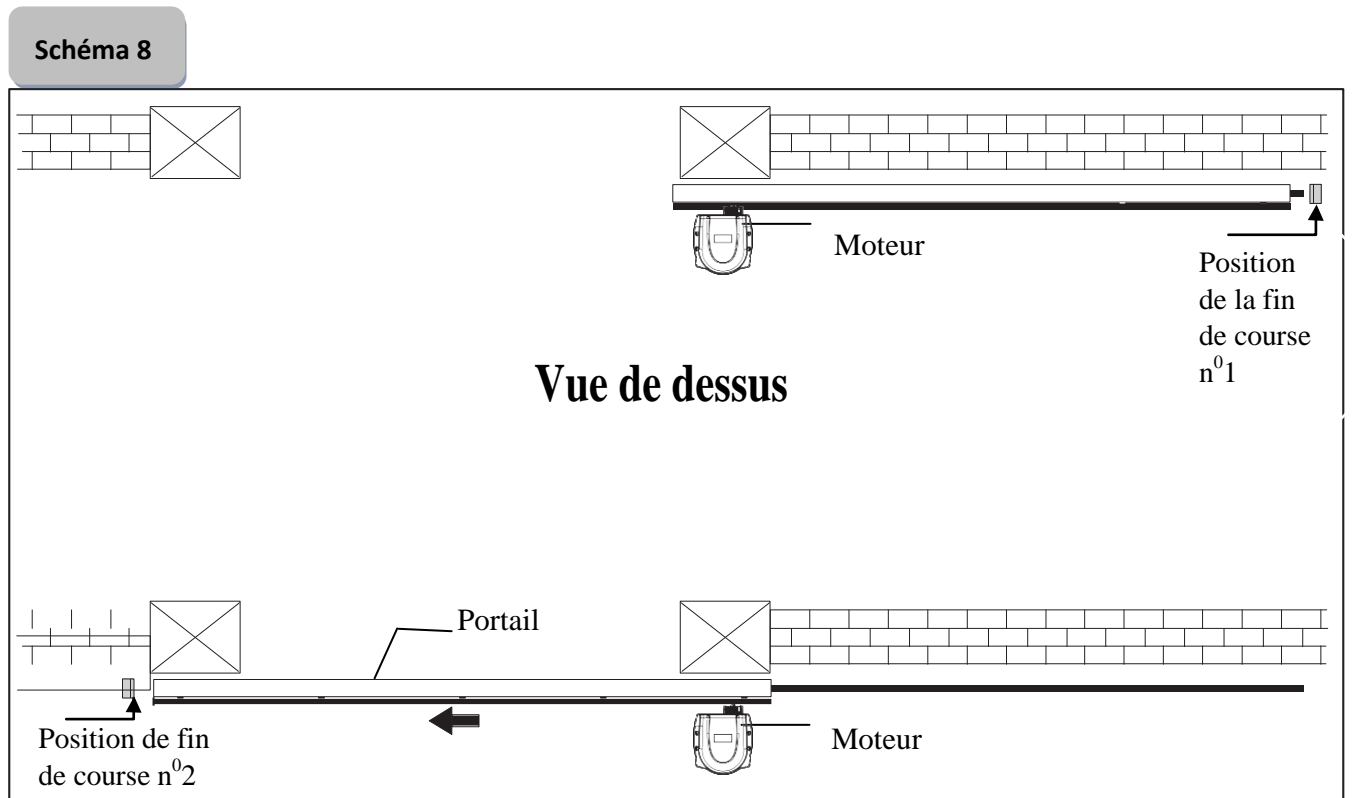 Schéma 8
Moteur
Position
de la fin
de course
n⁰1
Vue de dessus
Portail
Position de fin
de course n⁰2
Moteur